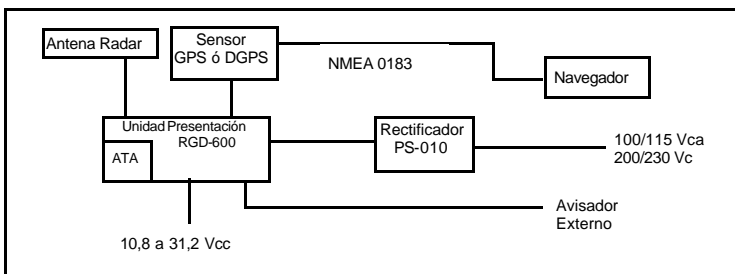 Antena Radar
Sensor
GPS ó DGPS
NMEA 0183
Navegador
Unidad Presentación
RGD-600
ATA
Rectificador
PS-010
100/115 Vca
200/230 Vc
Avisador
Externo
10,8 a 31,2 Vcc